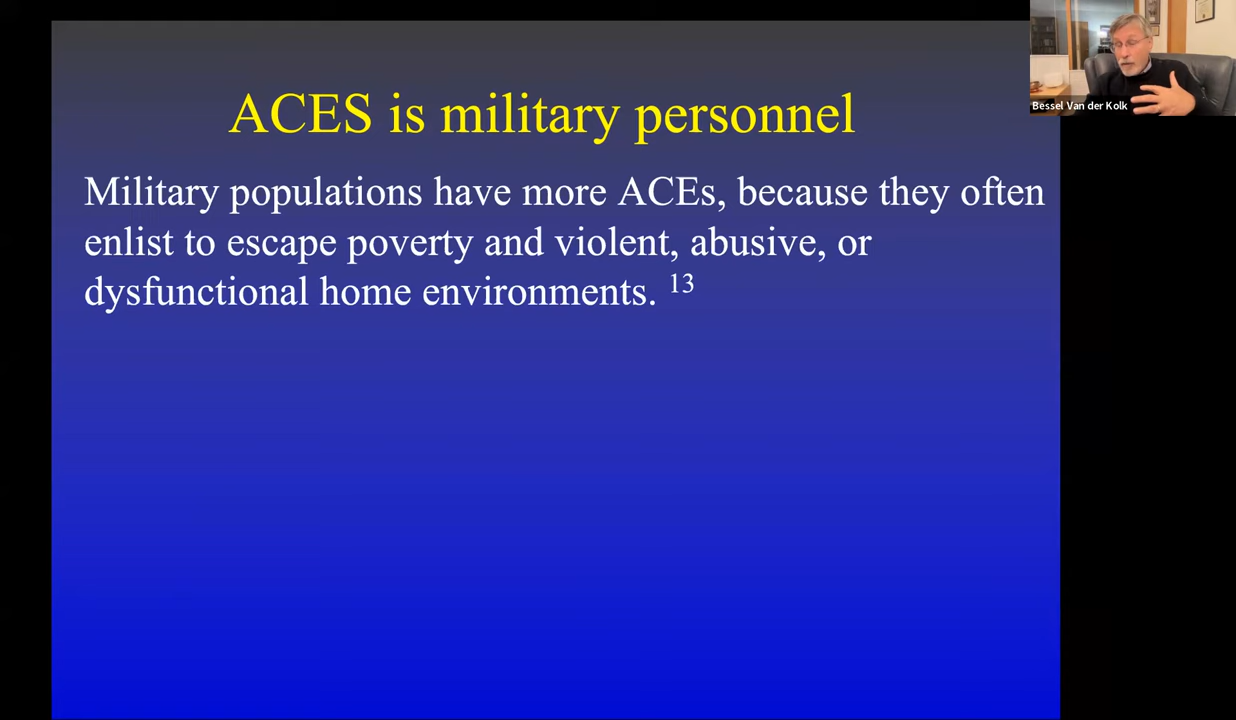 ACES is military personnel
Bessel Van der Kolk
Military populations have more ACEs, because they often
enlist to escape poverty and violent, abusive, or
dysfunctional home environments. 13